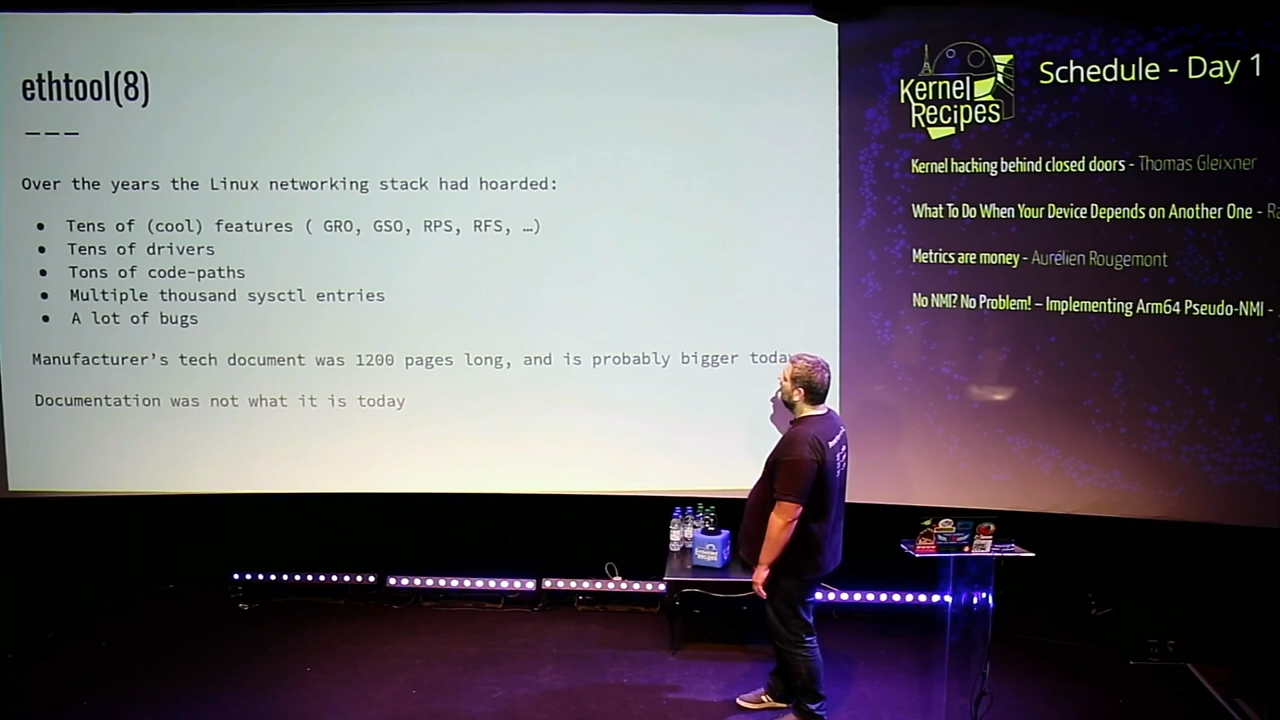 ethtool(8)
---
Over the years the Linux networking stack had hoarded:
● Tens of (cool) features ( GRO, GSO, RPS, RFS, …)
● Tens of drivers
● Tons of code-paths
● Multiple thousand sysctl entries
● A lot of bugs
Manufacturer's tech document was 1200 pages long, and is probably bigger today
Documentation was not what it is today
Kernel
Recipes
Schedule - Day 1
Kernel hacking behind closed doors - Thomas Gleixner
What To Do When Your Device Depends on Another One - Ra
Metrics are money - Aurélien Rougemont
No NMI? No Problem! – Implementing Arm64 Pseudo-NMI -